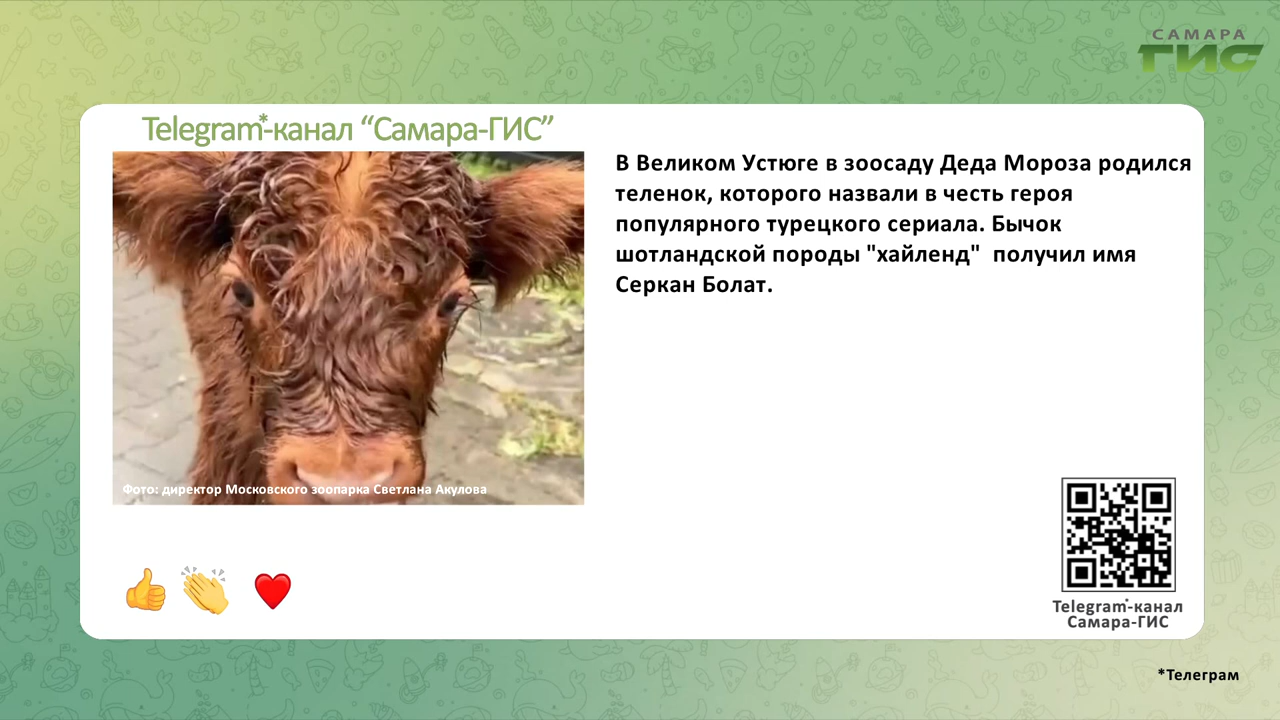 САМАРА
ГИС
Telegram*-канал “Самара-ГИС”
В Великом Устюге в зоосаду Деда Мороза родился
теленок, которого назвали в честь героя
популярного турецкого сериала. Бычок
шотландской породы "хайленд"  получил имя
Серкан Болат.
Фото: директор Московского зоопарка Светлана Акулова
Telegram*-канал
Самара-ГИС
*Телеграм